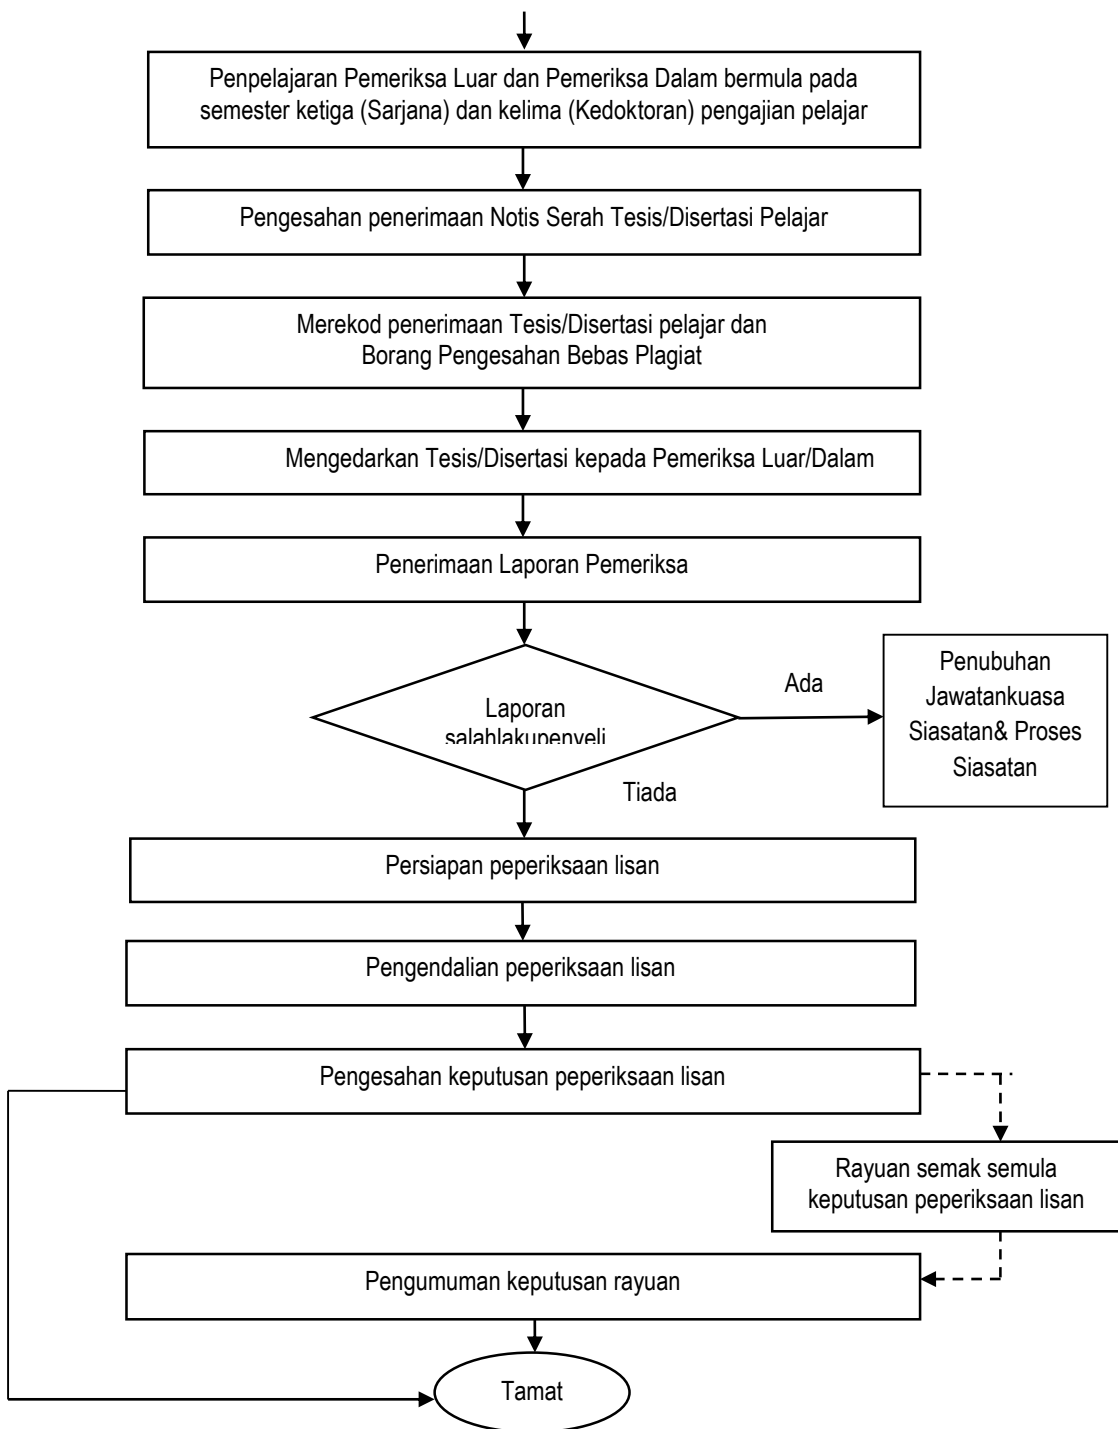 Penpelajaran Pemeriksa Luar dan Pemeriksa Dalam bermula pada
semester ketiga (Sarjana) dan kelima (Kedoktoran) pengajian pelajar
Pengesahan penerimaan Notis Serah Tesis/Disertasi Pelajar
Merekod penerimaan Tesis/Disertasi pelajar dan
Borang Pengesahan Bebas Plagiat
Mengedarkan Tesis/Disertasi kepada Pemeriksa Luar/Dalam
Penerimaan Laporan Pemeriksa
Laporan
salahlakupenyeli
Ada
Penubuhan
Jawatankuasa
Siasatan& Proses
Siasatan
Tiada
Persiapan peperiksaan lisan
Pengendalian peperiksaan lisan
Pengesahan keputusan peperiksaan lisan
Rayuan semak semula
keputusan peperiksaan lisan
Pengumuman keputusan rayuan
Tamat